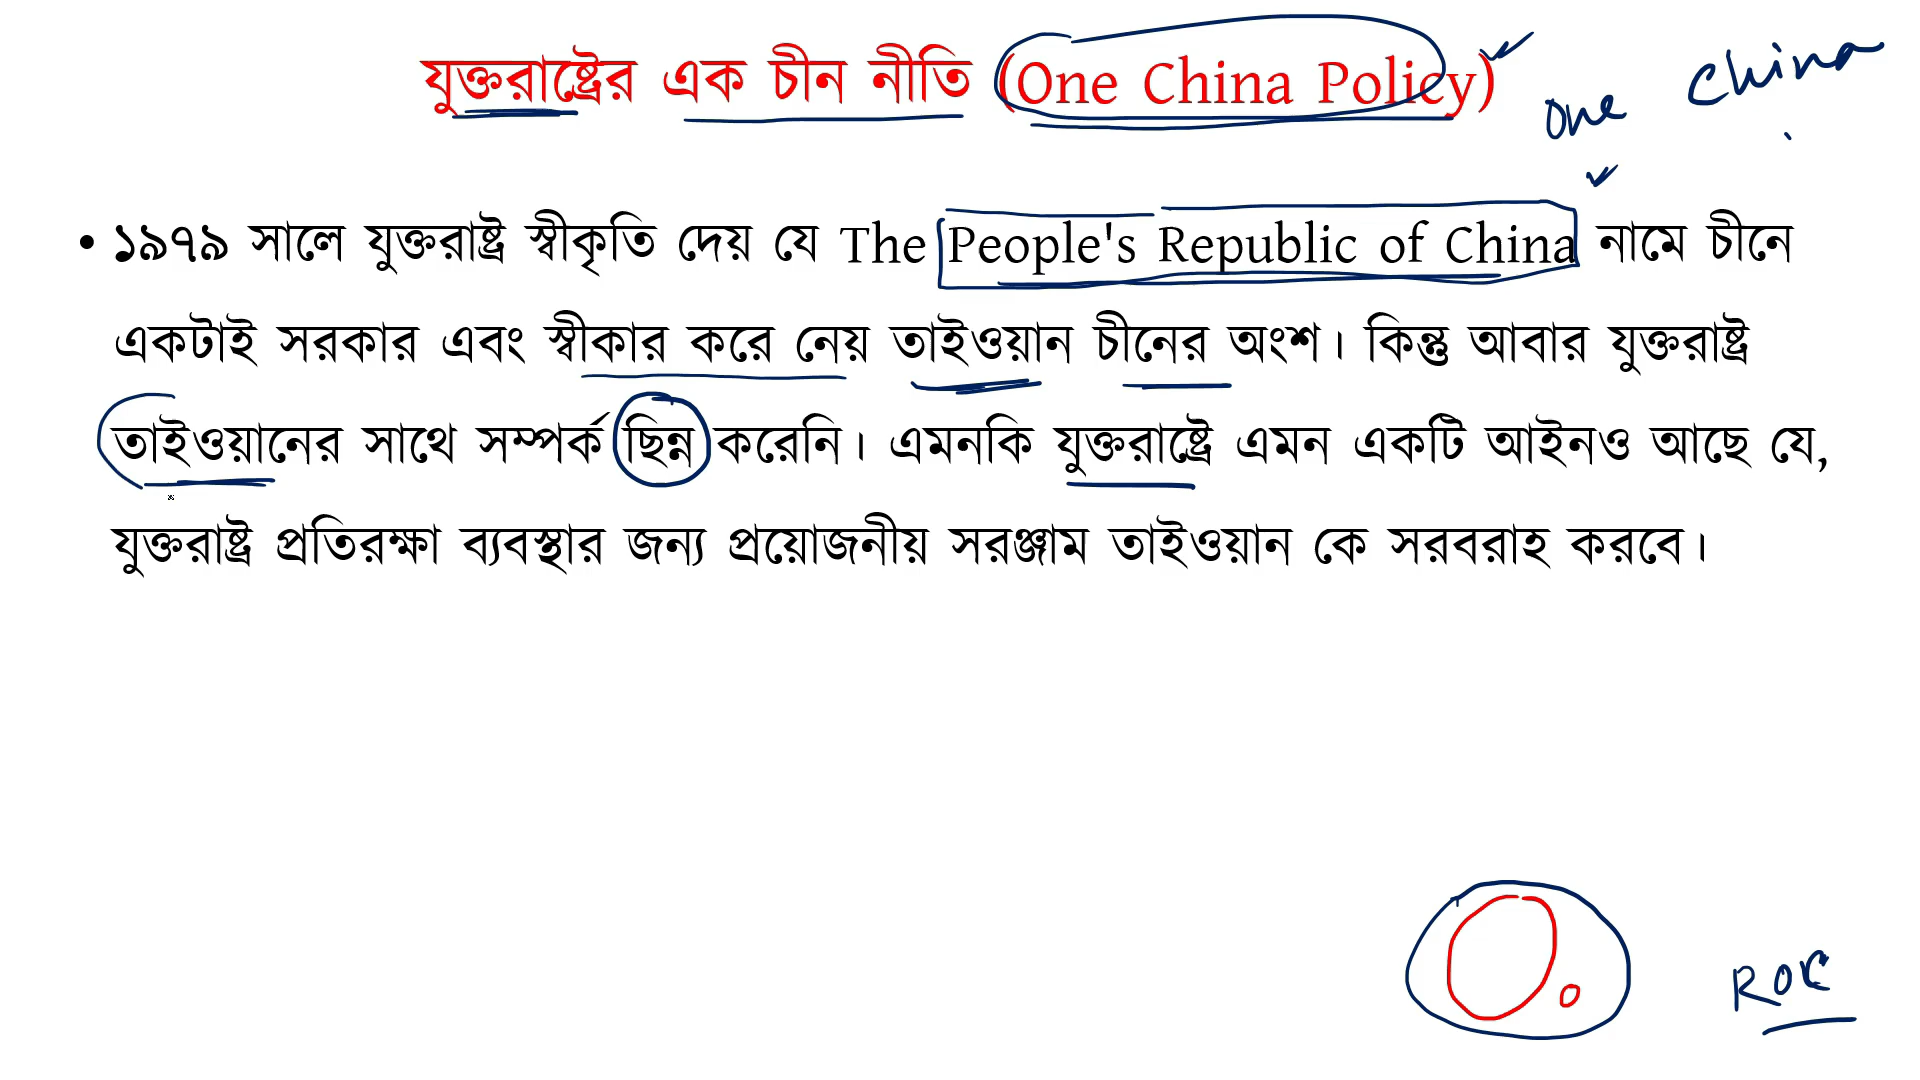 যুক্তরাষ্ট্রের এক চীন নীতি (One China Policy)
one China
• ১৯৭৯ সালে যুক্তরাষ্ট্র স্বীকৃতি দেয় যে The People's Republic of China নামে চীনে
একটাই সরকার এবং স্বীকার করে নেয় তাইওয়ান চীনের অংশ। কিন্তু আবার যুক্তরাষ্ট্র
তাইওয়ানের সাথে সম্পর্ক ছিন্ন করেনি। এমনকি যুক্তরাষ্ট্রে এমন একটি আইনও আছে যে,
যুক্তরাষ্ট্র প্রতিরক্ষা ব্যবস্থার জন্য প্রয়োজনীয় সরঞ্জাম তাইওয়ান কে সরবরাহ করবে।
ROC